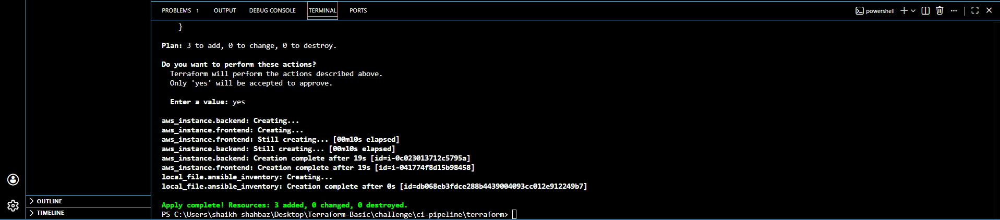 PROBLEMS 1 OUTPUT DEBUG CONSOLE TERMINAL PORTS powershell
}
Plan: 3 to add, 0 to change, 0 to destroy.
Do you want to perform these actions?
Terraform will perform the actions described above.
Only 'yes' will be accepted to approve.
Enter a value: yes
aws_instance.backend: Creating...
aws_instance.frontend: Creating...
aws_instance.frontend: Still creating... [00m10s elapsed]
aws_instance.backend: Still creating... [00m10s elapsed]
aws_instance.backend: Creation complete after 19s [id=i-0c023013712c5795a]
aws_instance.frontend: Creation complete after 19s [id=i-041774f8d15b98458]
local_file.ansible_inventory: Creating...
local_file.ansible_inventory: Creation complete after 0s [id=db068eb3fdce288b4439004093cc012e912249b7]
Apply complete! Resources: 3 added, 0 changed, 0 destroyed.
PS C:\Users\shaikh shahbaz\Desktop\Terraform-Basic\challenge\ci-pipeline\terraform>
OUTLINE
TIMELINE